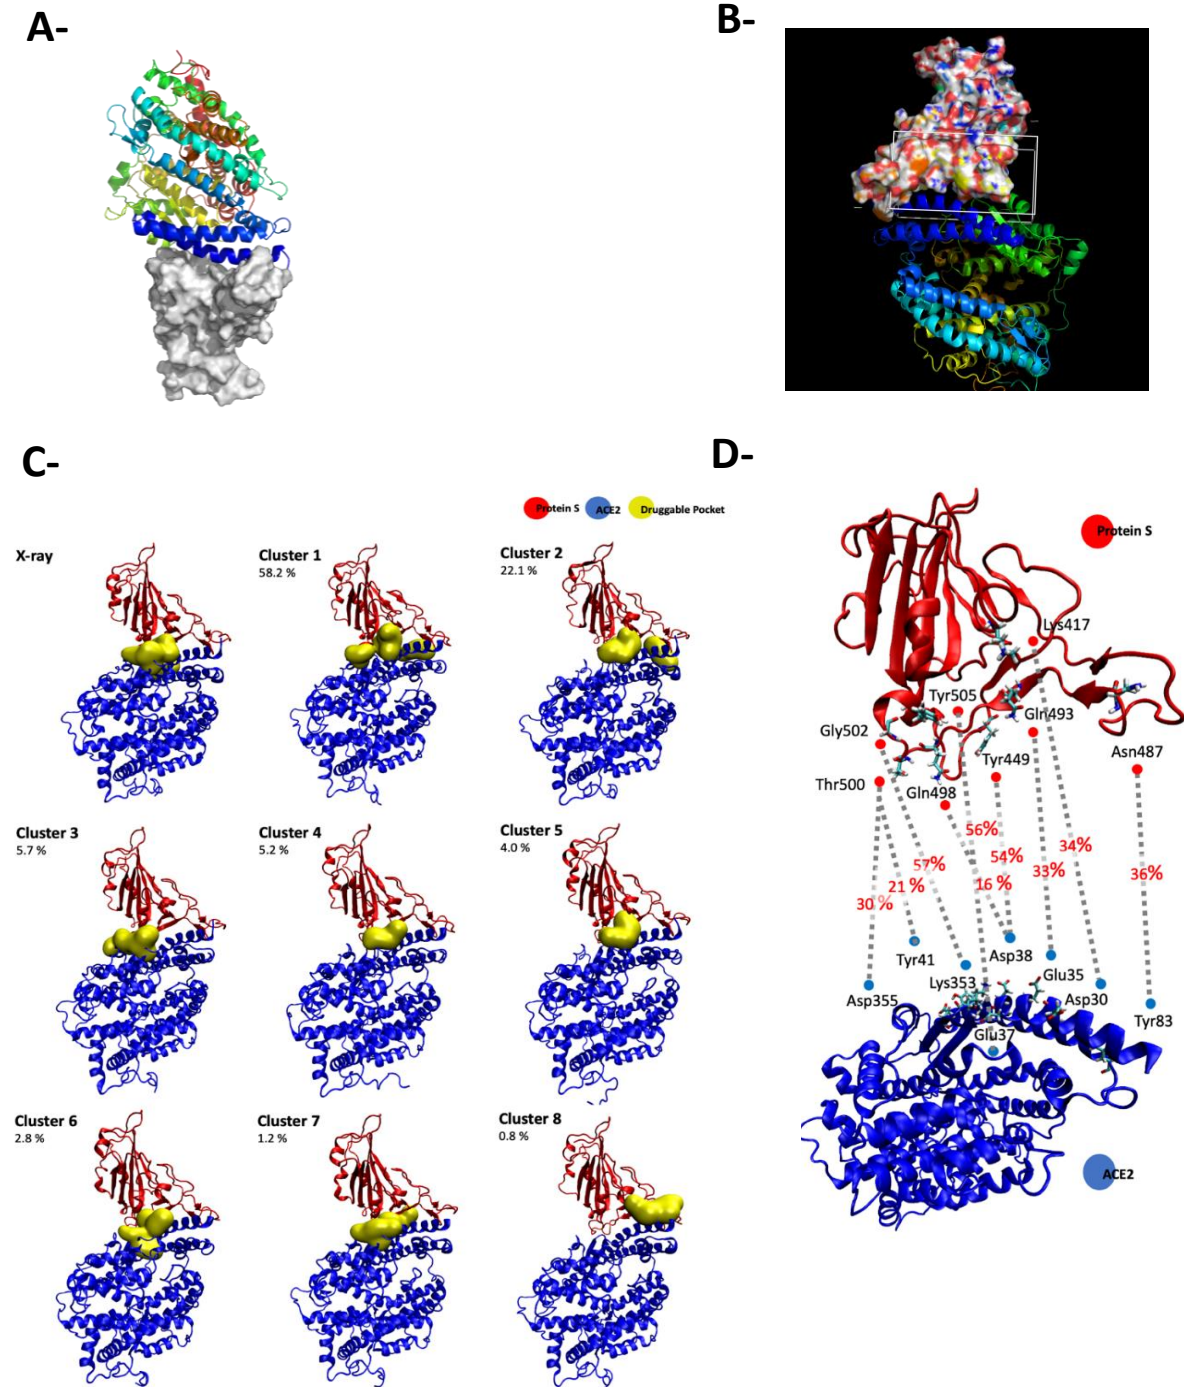 A-
B-
C-
D-
Protein S
ACE2
Druggable Pocket
X-ray
Cluster 1
58.2 %
Cluster 2
22.1 %
Cluster 3
5.7 %
Cluster 4
5.2 %
Cluster 5
4.0 %
Cluster 6
2.8 %
Cluster 7
1.2 %
Cluster 8
0.8 %
Protein S
Lys417
Tyr505
Gln493
Gly502
Tyr449
Asn487
Thr500
Gln498
56%
34%
54%
57%
33%
36%
21 %
16 %
30 %
Tyr41
Asp38
Lys353
Glu35
Asp355
Asp30
Tyr83
Glu37
ACE2